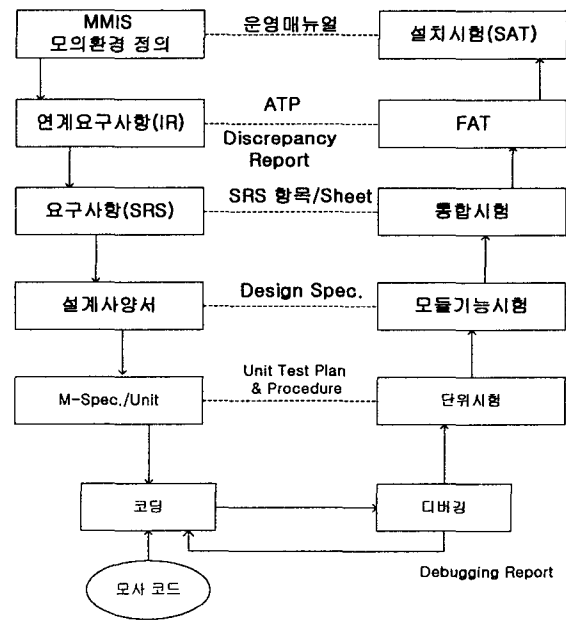 MMIS
모의환경 정의
운영매뉴얼
설치시험(SAT)
연계요구사항(IR)
ATP
Discrepancy
Report
FAT
요구사항(SRS)
SRS 항목/Sheet
통합시험
설계사양서
Design Spec.
모듈기능시험
M-Spec./Unit
Unit Test Plan
& Procedure
단위시험
코딩
디버깅
모사 코드
Debugging Report